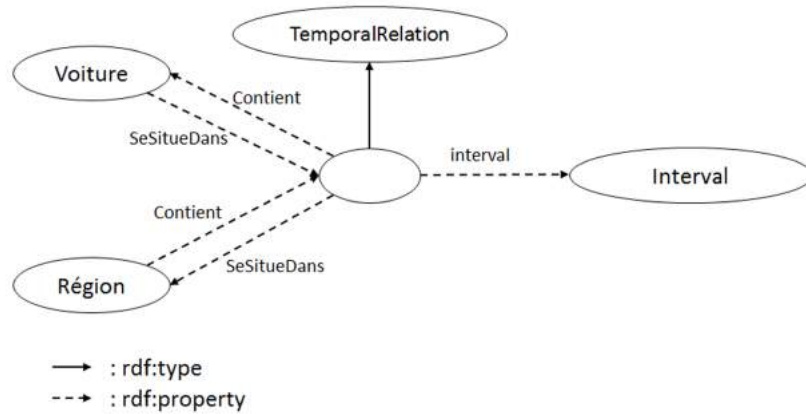 TemporalRelation
Voiture
Contient
SeSitueDans
interval
Interval
Contient
SeSitueDans
Région
: rdf:type
: rdf:property